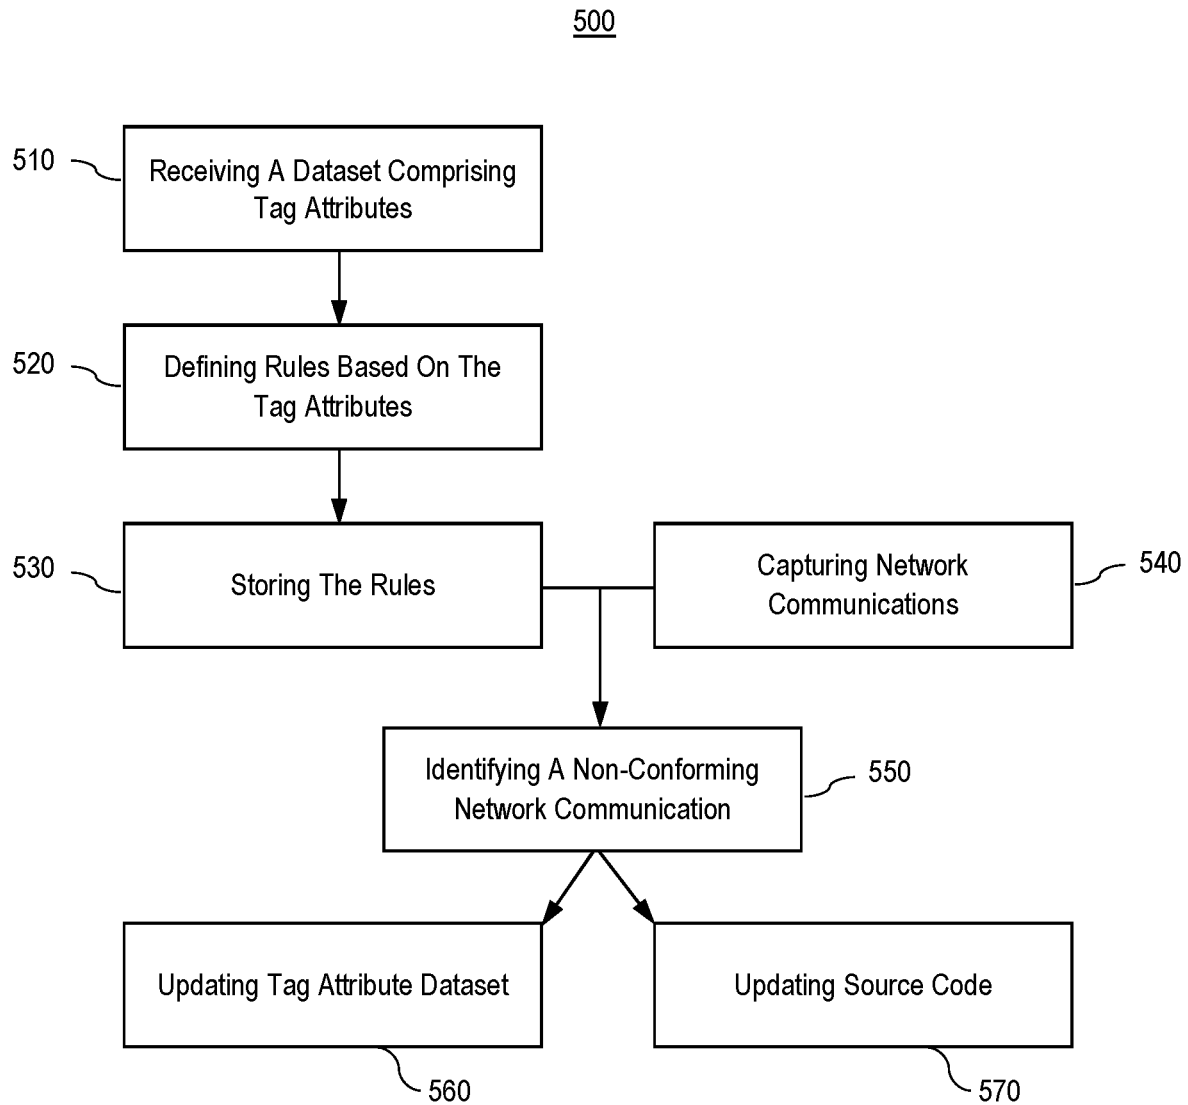 500
510
Receiving A Dataset Comprising
Tag Attributes
520
Defining Rules Based On The
Tag Attributes
530
Storing The Rules
Capturing Network
Communications
540
Identifying A Non-Conforming
Network Communication
550
Updating Tag Attribute Dataset
560
Updating Source Code
570